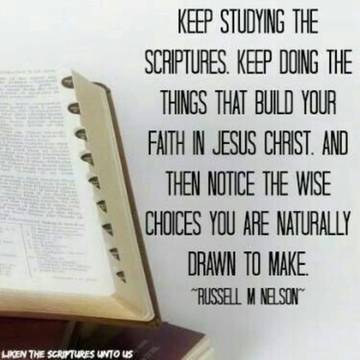 KEEP STUDYING THE
SCRIPTURES. KEEP DOING THE
THINGS THAT BUILD YOUR
FAITH IN JESUS CHRIST. AND
THEN NOTICE THE WISE
CHOICES YOU ARE NATURALLY
DRAWN TO MAKE.
~RUSSELL M NELSON~
LIKEN THE SCRIPTURES UNTO US